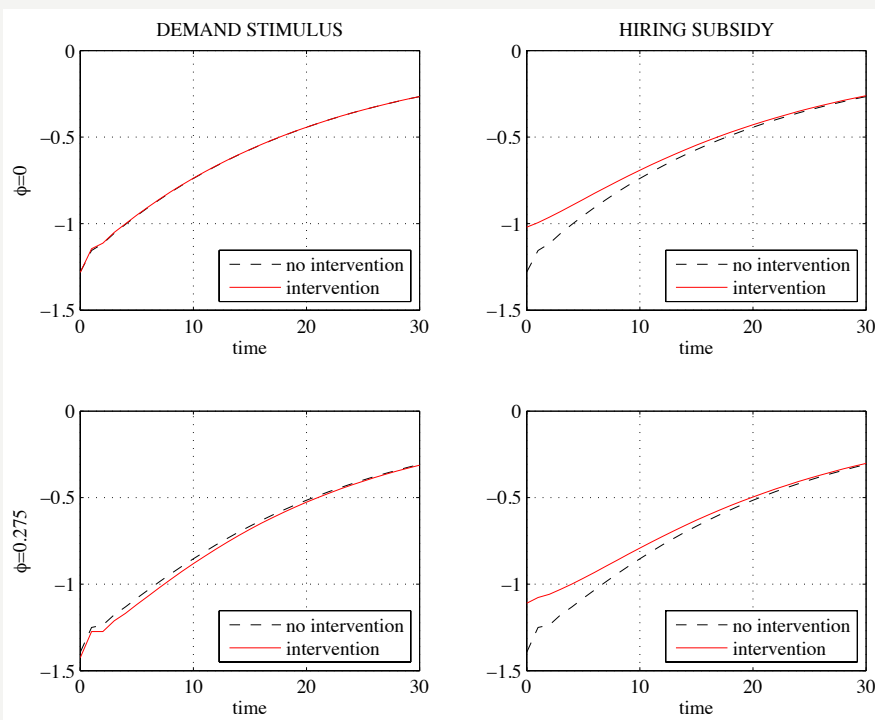 DEMAND STIMULUS
0
−0.5
−1
−1.5
φ=0
0
10
20
30
time
no intervention
intervention
HIRING SUBSIDY
0
−0.5
−1
−1.5
0
10
20
30
time
no intervention
intervention
0
−0.5
−1
−1.5
φ=0.275
0
10
20
30
time
no intervention
intervention
0
−0.5
−1
−1.5
0
10
20
30
time
no intervention
intervention